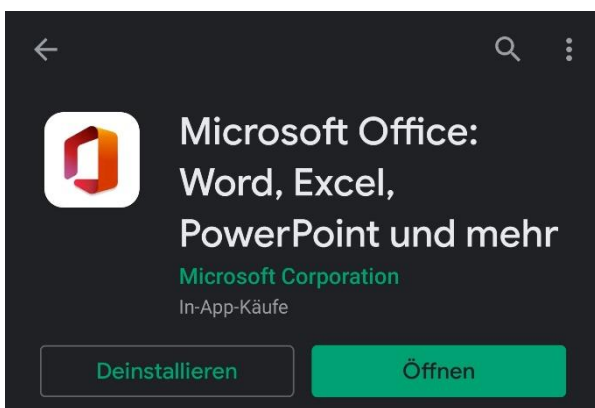 Microsoft Office:
Word, Excel,
PowerPoint und mehr
Microsoft Corporation
In-App-Käufe
Deinstallieren
Öffnen